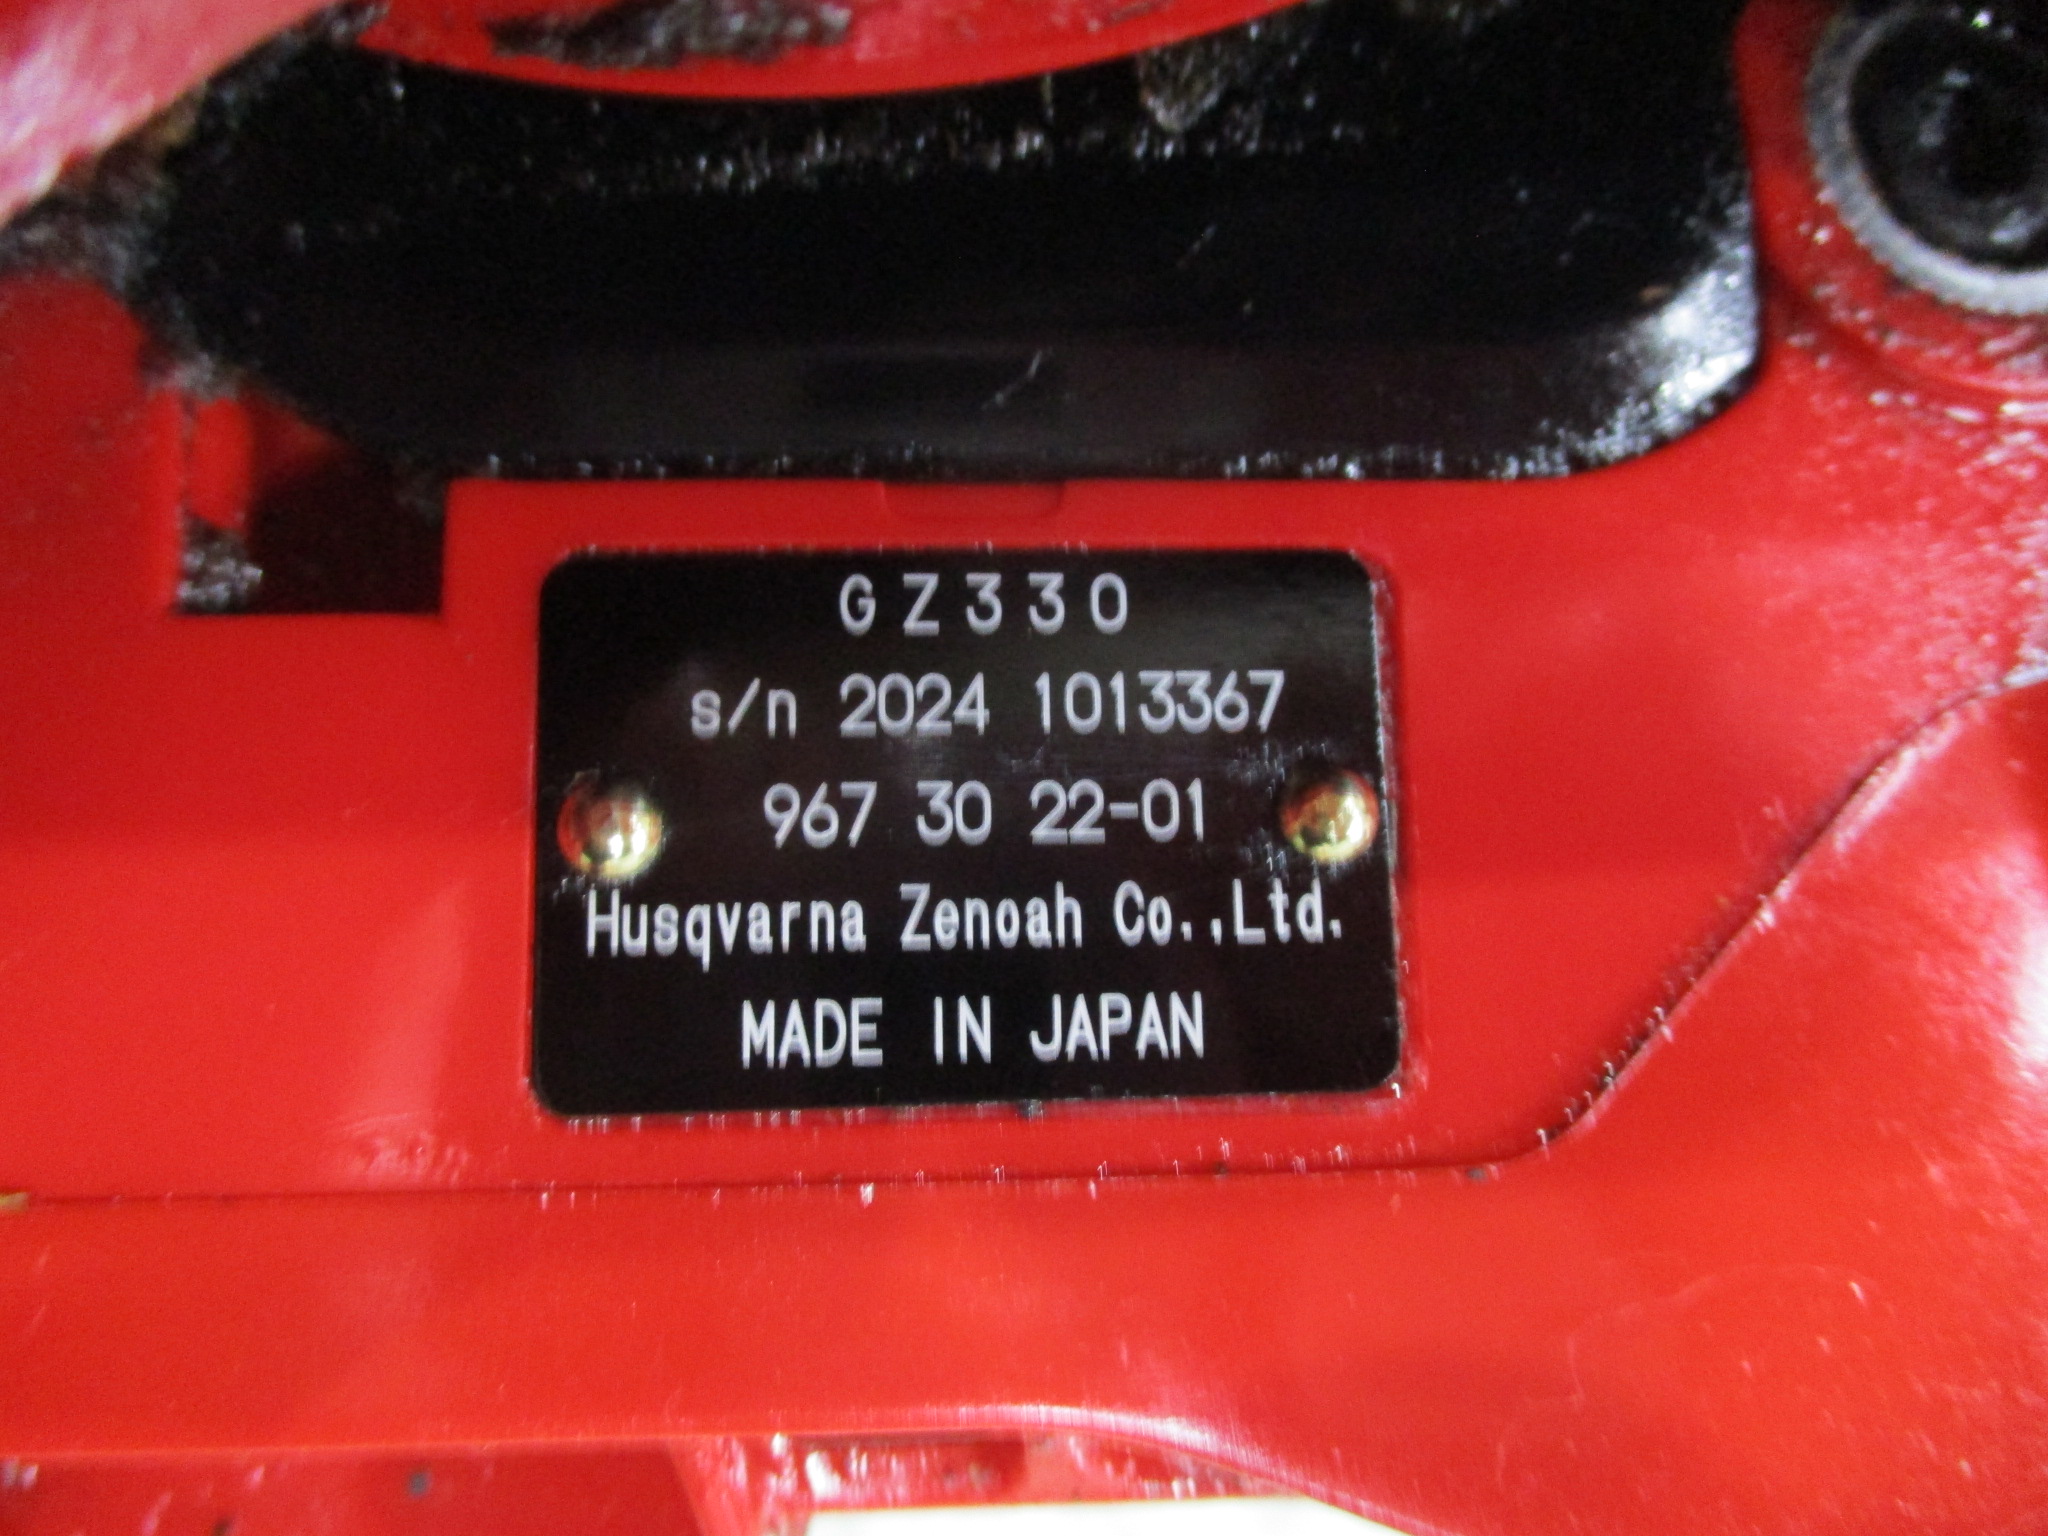 GZ330
s/n 2024 1013367
967 30 22-01
Husqvarna Zenoah Co.,Ltd.
MADE IN JAPAN